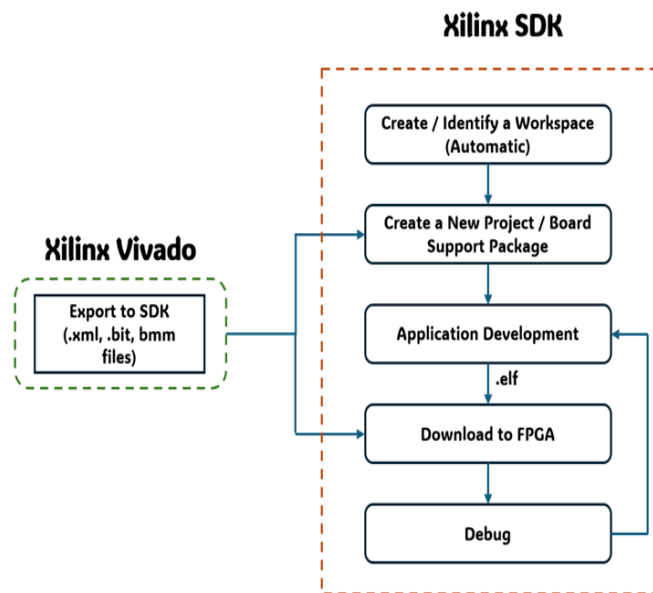 Xilinx SDK
Create / Identify a Workspace
(Automatic)
Create a New Project / Board
Support Package
Xilinx Vivado
Export to SDK
(.xml, .bit, bmm
files)
Application Development
.elf
Download to FPGA
Debug